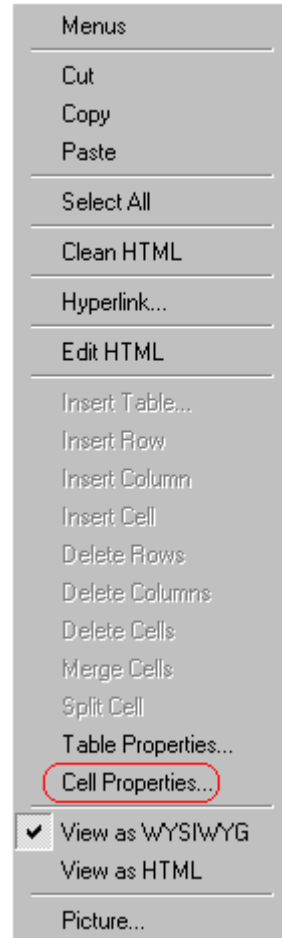 Menus
Cut
Copy
Paste
Select All
Clean HTML
Hyperlink...
Edit HTML
Insert Table...
Insert Row
Insert Column
Insert Cell
Delete Rows
Delete Columns
Delete Cells
Merge Cells
Split Cell
Table Properties...
Cell Properties...
View as WYSIWYG
View as HTML
Picture...